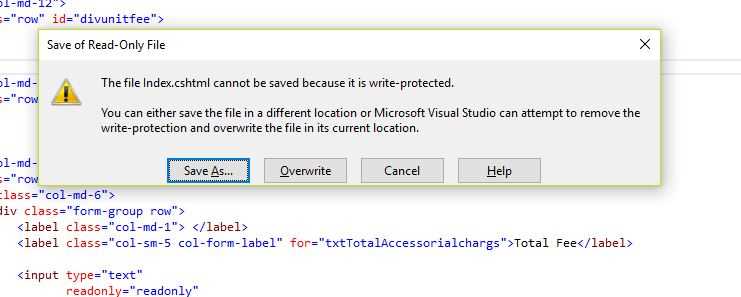 ol-md-12">
s="row" id="divunitfee">
Save of Read-Only File
ol-md
s="row
The file Index.cshtml cannot be saved because it is write-protected.
You can either save the file in a different location or Microsoft Visual Studio can attempt to remove the
write-protection and overwrite the file in its current location.
ol-md-
s="row
Save As... Overwrite Cancel Help
class="col-md-6">
div class="form-group row">
<label class="col-md-1"> </label>
<label class="col-sm-5 col-form-label" for="txtTotalAccessorialchargs">Total Fee</label>
<input type="text"
readonly="readonly"